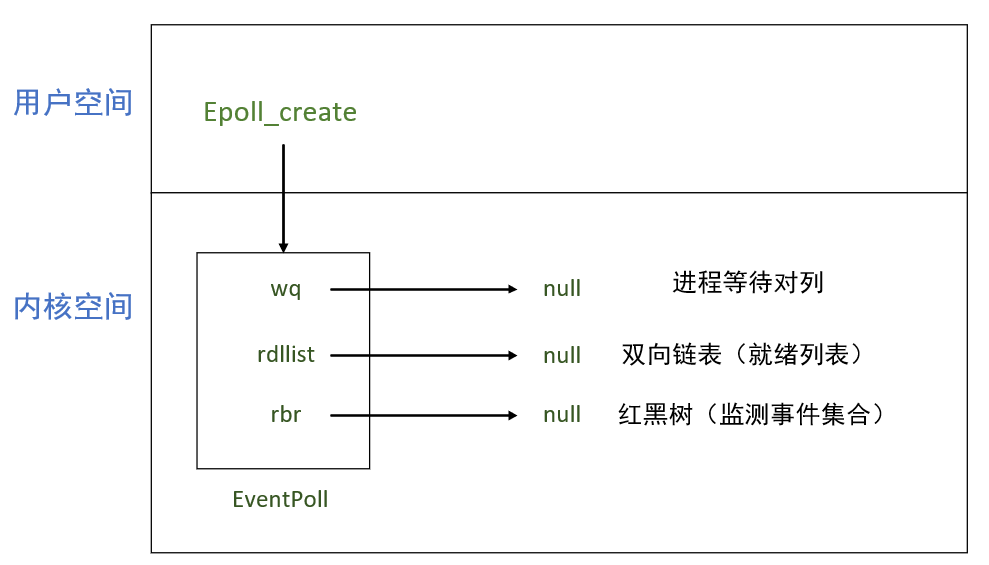 用户空间
Epoll_create
内核空间
wq
null
进程等待对列
rdllist
null
双向链表（就绪列表）
rbr
null
红黑树（监测事件集合）
EventPoll